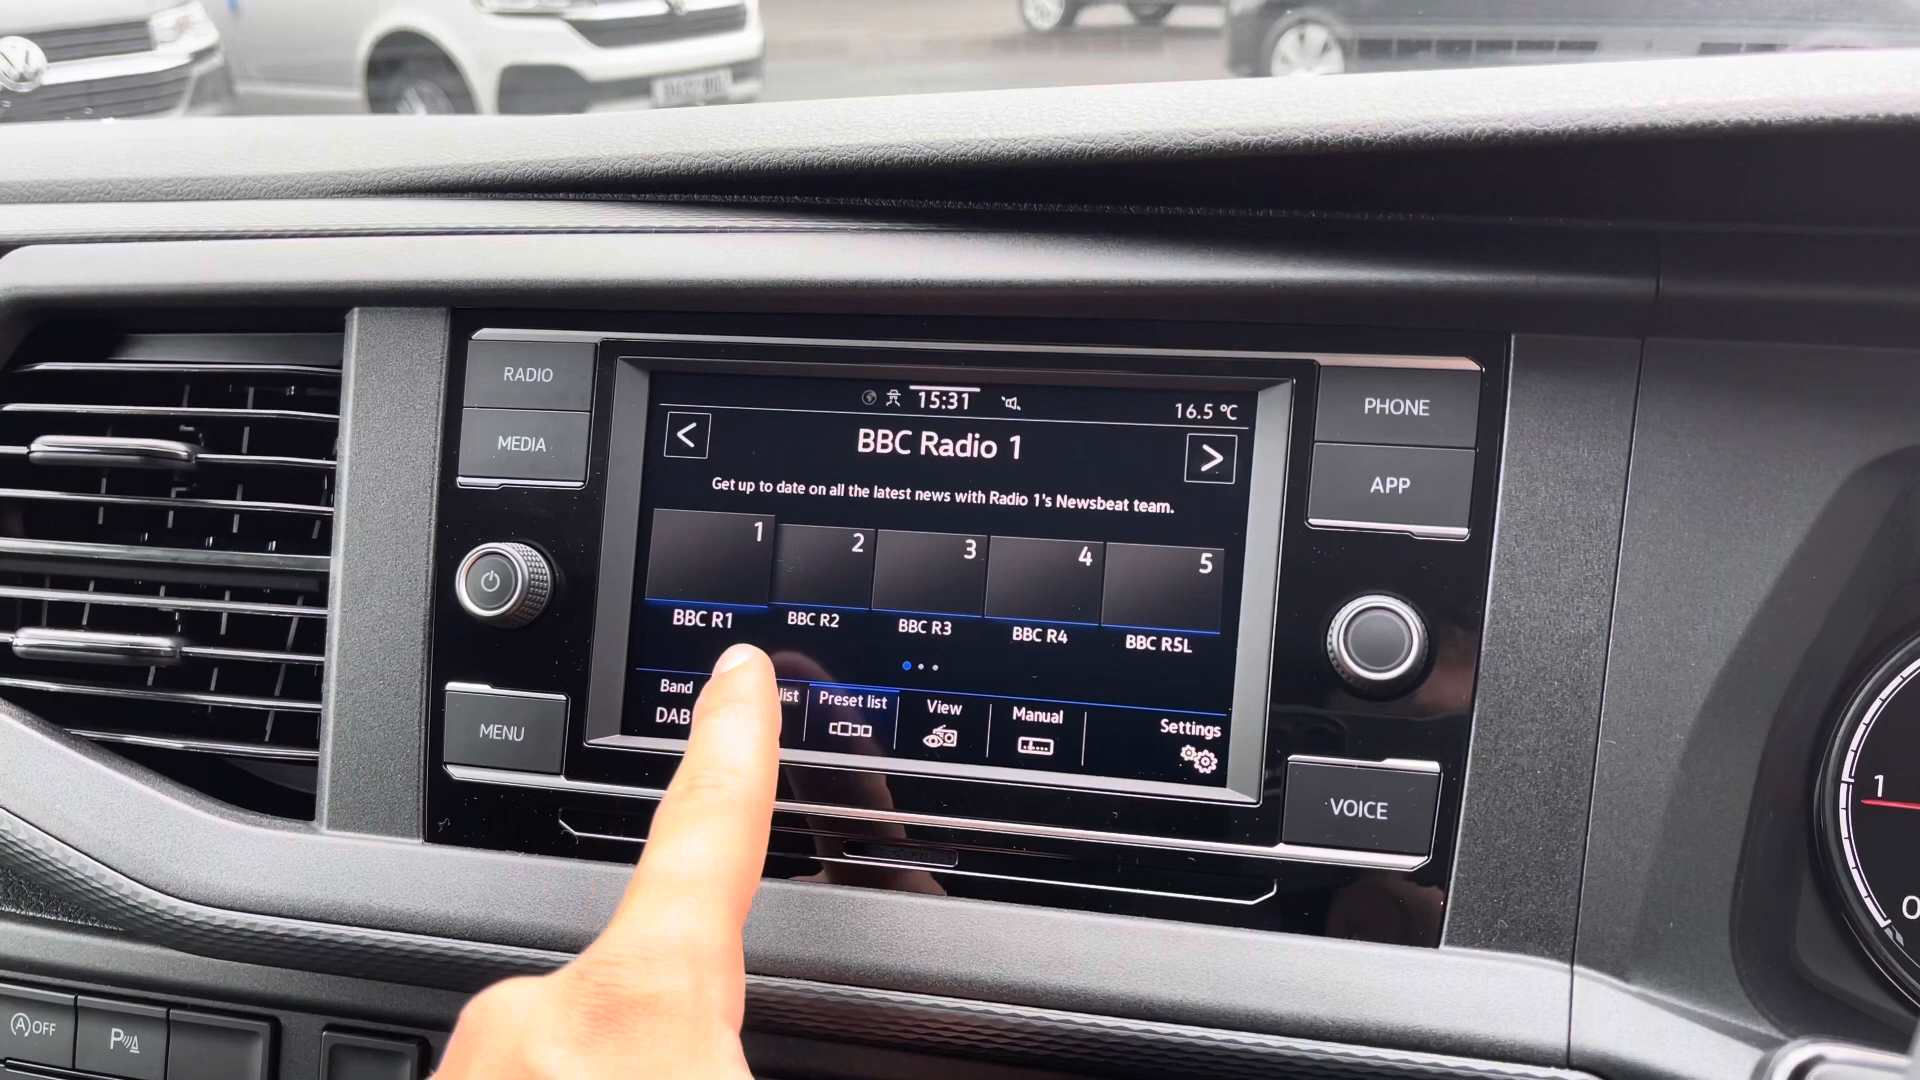 RADIO
MEDIA
MENU
15:31
16.5 °C
<
BBC Radio 1
>
Get up to date on all the latest news with Radio 1's Newsbeat team.
1
2
3
4
5
BBC R1
BBC R2
BBC R3
BBC R4
BBC R5L
Band
DAB
list
Preset list
View
Manual
Settings
PHONE
APP
VOICE
1
0
A OFF
P